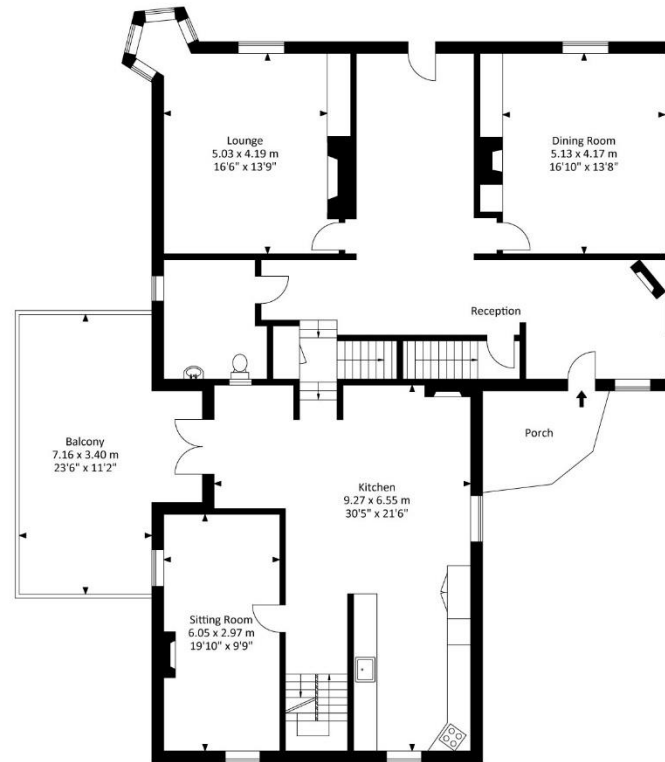 Lounge
5.03 x 4.19 m
16'6" x 13'9"
Dining Room
5.13 x 4.17 m
16'10" x 13'8"
Reception
Porch
Balcony
7.16 x 3.40 m
23'6" x 11'2"
Kitchen
9.27 x 6.55 m
30'5" x 21'6"
Sitting Room
6.05 x 2.97 m
19'10" x 9'9"